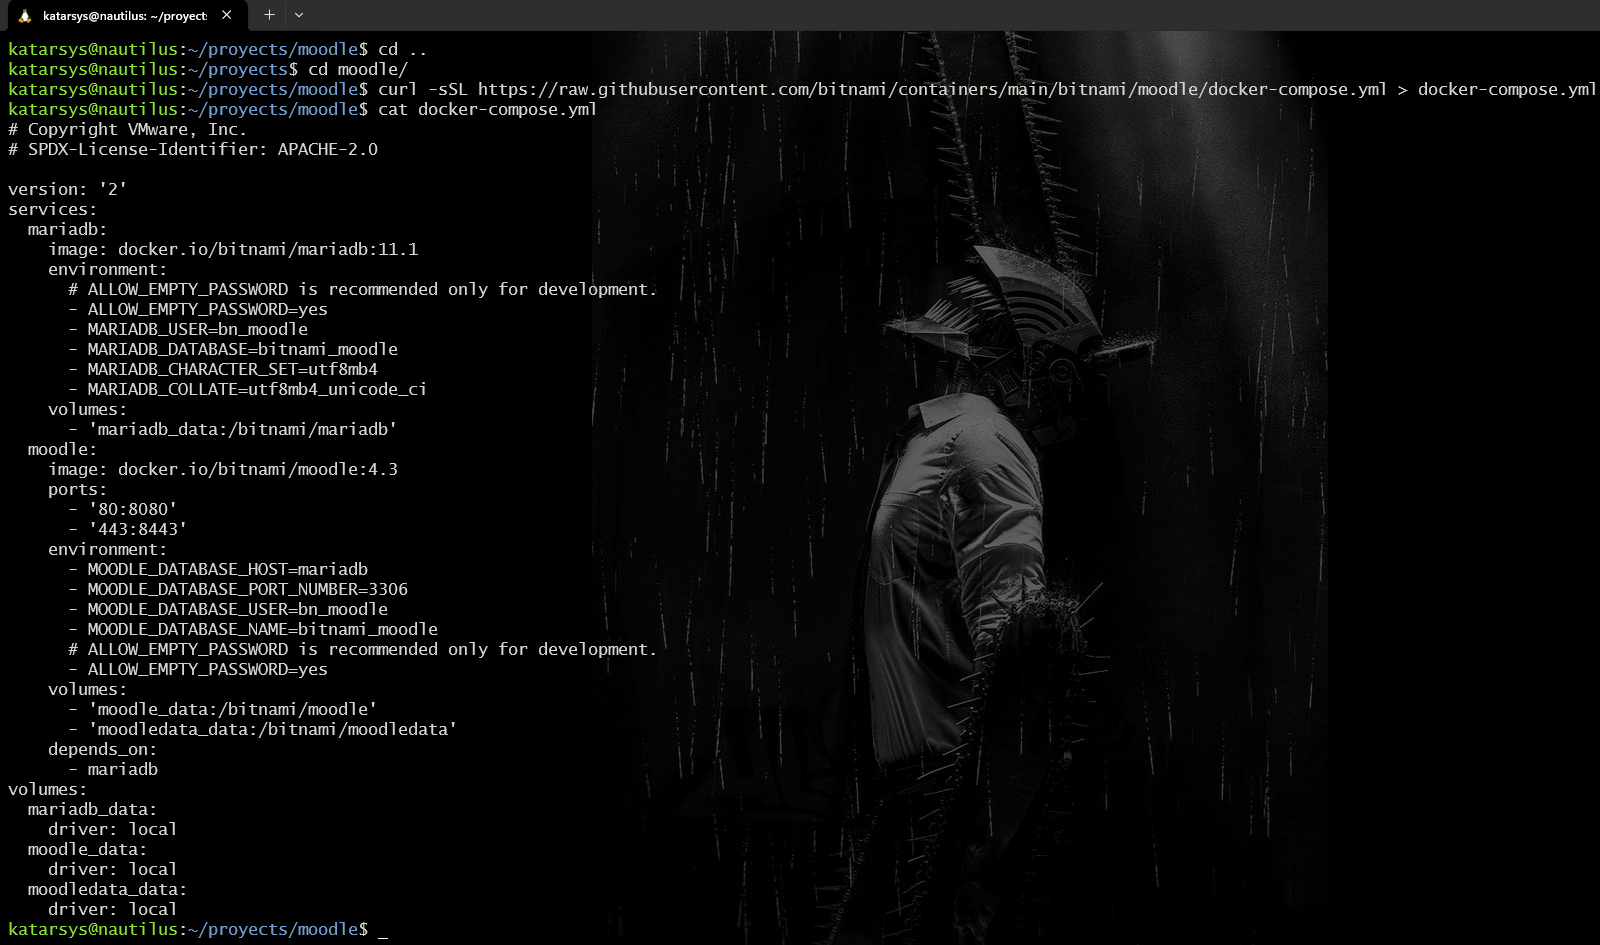 katarsys@nautilus: ~/proyect
katarsys@nautilus:~/proyects/moodle$ cd ..
katarsys@nautilus:~/proyects$ cd moodle/
katarsys@nautilus:~/proyects/moodle$ curl -sSL https://raw.githubusercontent.com/bitnami/containers/main/bitnami/moodle/docker-compose.yml > docker-compose.yml
katarsys@nautilus:~/proyects/moodle$ cat docker-compose.yml
# Copyright VMware, Inc.
# SPDX-License-Identifier: APACHE-2.0

version: '2'
services:
  mariadb:
    image: docker.io/bitnami/mariadb:11.1
    environment:
      # ALLOW_EMPTY_PASSWORD is recommended only for development.
      - ALLOW_EMPTY_PASSWORD=yes
      - MARIADB_USER=bn_moodle
      - MARIADB_DATABASE=bitnami_moodle
      - MARIADB_CHARACTER_SET=utf8mb4
      - MARIADB_COLLATE=utf8mb4_unicode_ci
    volumes:
      - 'mariadb_data:/bitnami/mariadb'
  moodle:
    image: docker.io/bitnami/moodle:4.3
    ports:
      - '80:8080'
      - '443:8443'
    environment:
      - MOODLE_DATABASE_HOST=mariadb
      - MOODLE_DATABASE_PORT_NUMBER=3306
      - MOODLE_DATABASE_USER=bn_moodle
      - MOODLE_DATABASE_NAME=bitnami_moodle
      # ALLOW_EMPTY_PASSWORD is recommended only for development.
      - ALLOW_EMPTY_PASSWORD=yes
    volumes:
      - 'moodle_data:/bitnami/moodle'
      - 'moodledata_data:/bitnami/moodledata'
    depends_on:
      - mariadb
volumes:
  mariadb_data:
    driver: local
  moodle_data:
    driver: local
  moodledata_data:
    driver: local
katarsys@nautilus:~/proyects/moodle$ _